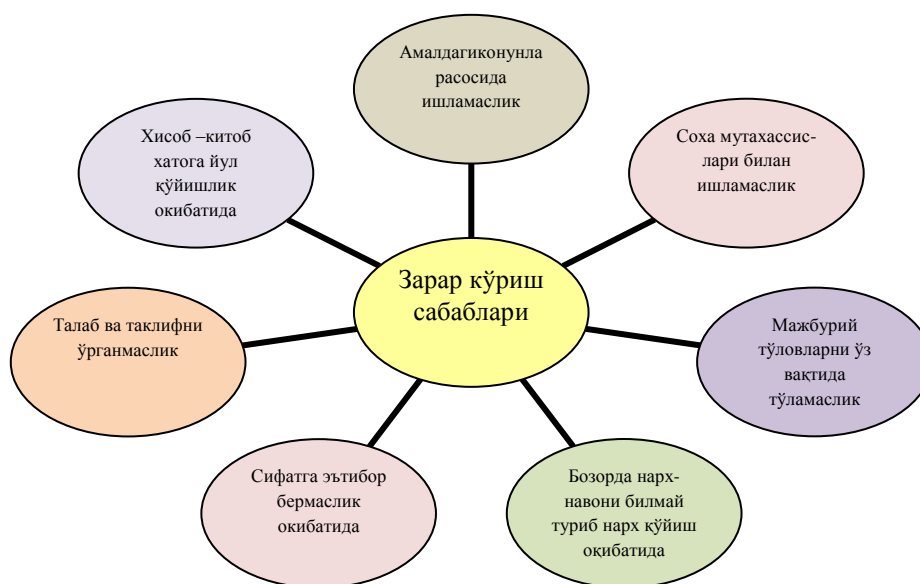 Амалдагиконунла
расосида
ишламаслик
Хисоб –китоб
хатога йул
қўйишлик
окибатида
Соха мутахассис-
лари билан
ишламаслик
Зарар кўриш
сабаблари
Талаб ва таклифни
ўрганмаслик
Мажбурий
тўловларни ўз
вақтида
тўламаслик
Сифатга эътибор
бермаслик
окибатида
Бозорда нарх-
навони билмай
туриб нарх қўйиш
оқибатида